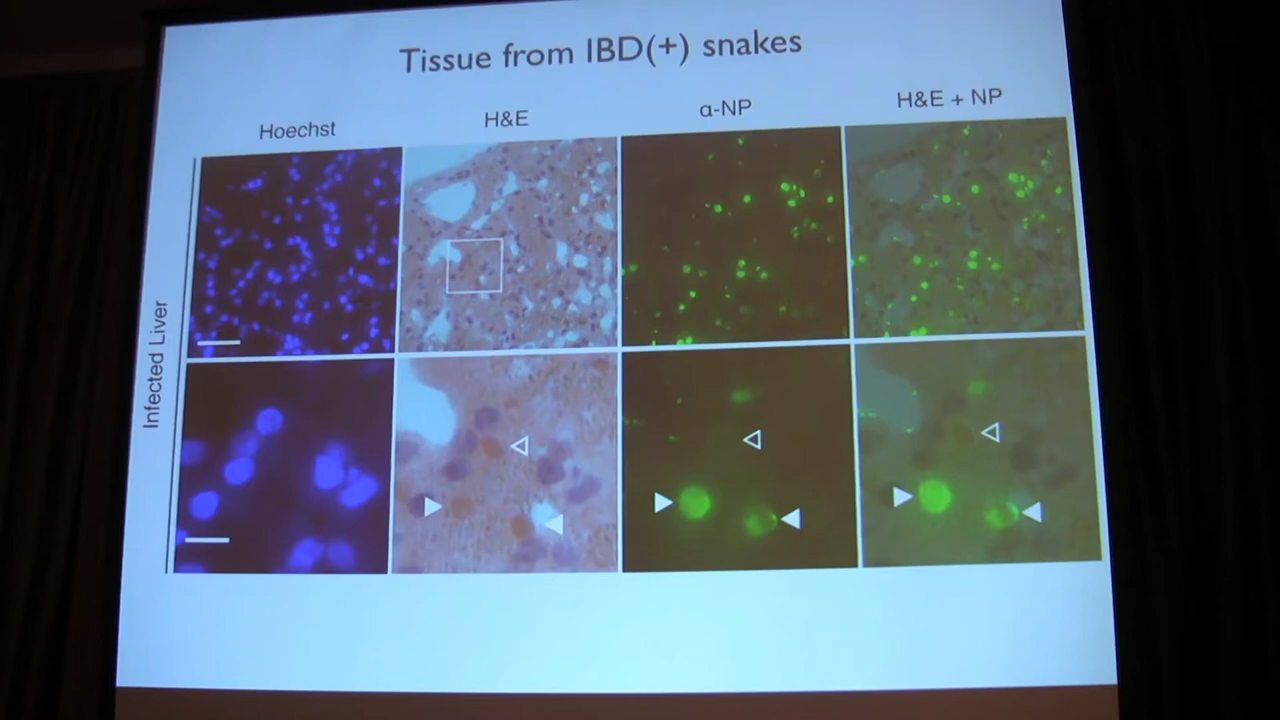 Tissue from IBD(+) snakes
Hoechst
H&E
α-NP
H&E + NP
Infected Liver